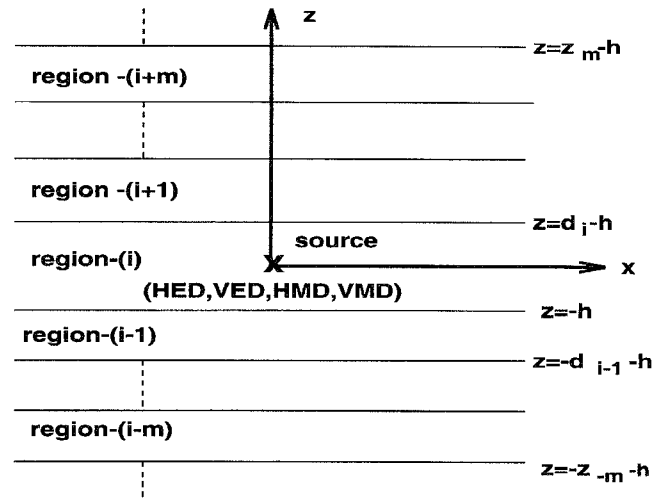 z
z=z m-h
region -(i+m)
region -(i+1)
z=d i-h
source
region-(i)
x
(HED,VED,HMD,VMD)
z=-h
region-(i-1)
z=-d i-1 -h
region-(i-m)
z=-z -m -h